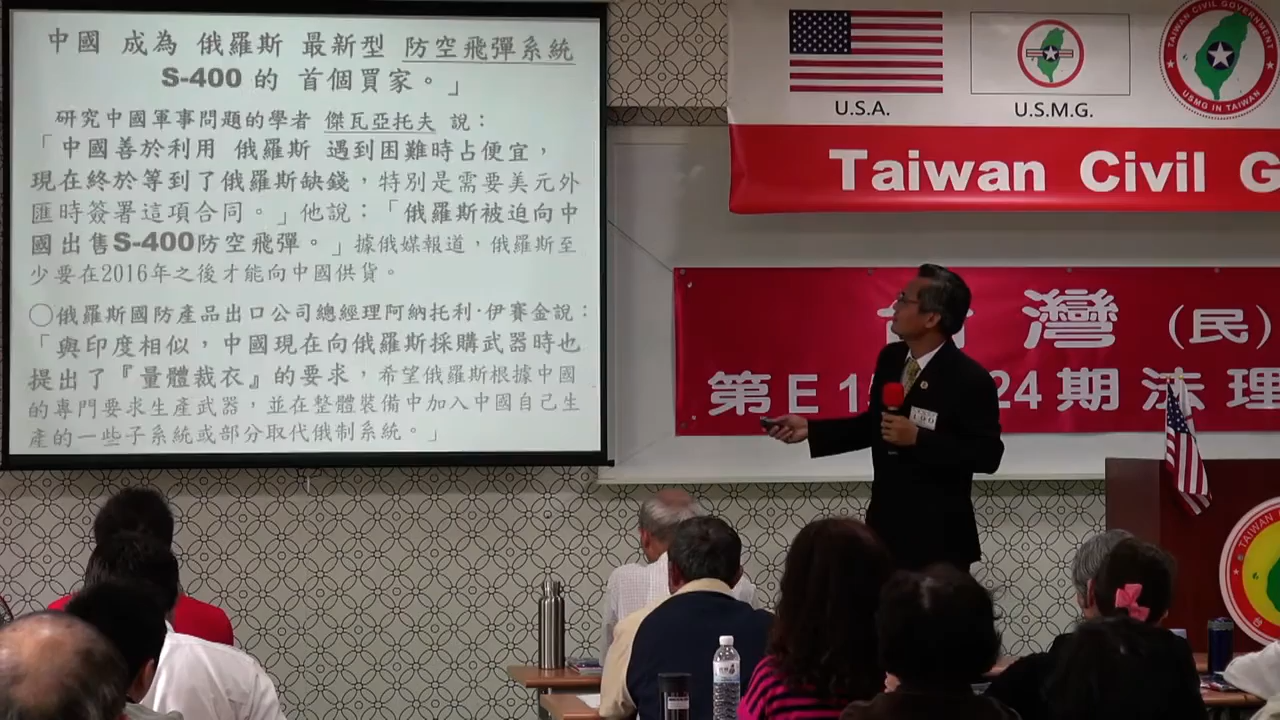 中國 成為 俄羅斯 最新型 防空飛彈系統
S-400 的 首個買家。」
研究中國軍事問題的學者 傑瓦亞托夫 說：
「中國善於利用 俄羅斯 遇到困難時占便宜，
現在終於等到了俄羅斯缺錢，特別是需要美元外
匯時簽署這項合同。」他說：「俄羅斯被迫向中
國出售S-400防空飛彈。」據俄媒報道，俄羅斯至
少要在2016年之後才能向中國供貨。
○俄羅斯國防產品出口公司總經理阿納托利·伊賽金說：
「與印度相似，中國現在向俄羅斯採購武器時也
提出了『量體裁衣』的要求，希望俄羅斯根據中國
的專門要求生產武器，並在整體裝備中加入中國自己生
產的一些子系統或部分取代俄制系統。」
U.S.A.
U.S.M.G.
TAIWAN CIVIL GOVERNMENT
USMG IN TAIWAN
Taiwan Civil G
灣 (民)
第E1 24期法理
TAIWAN